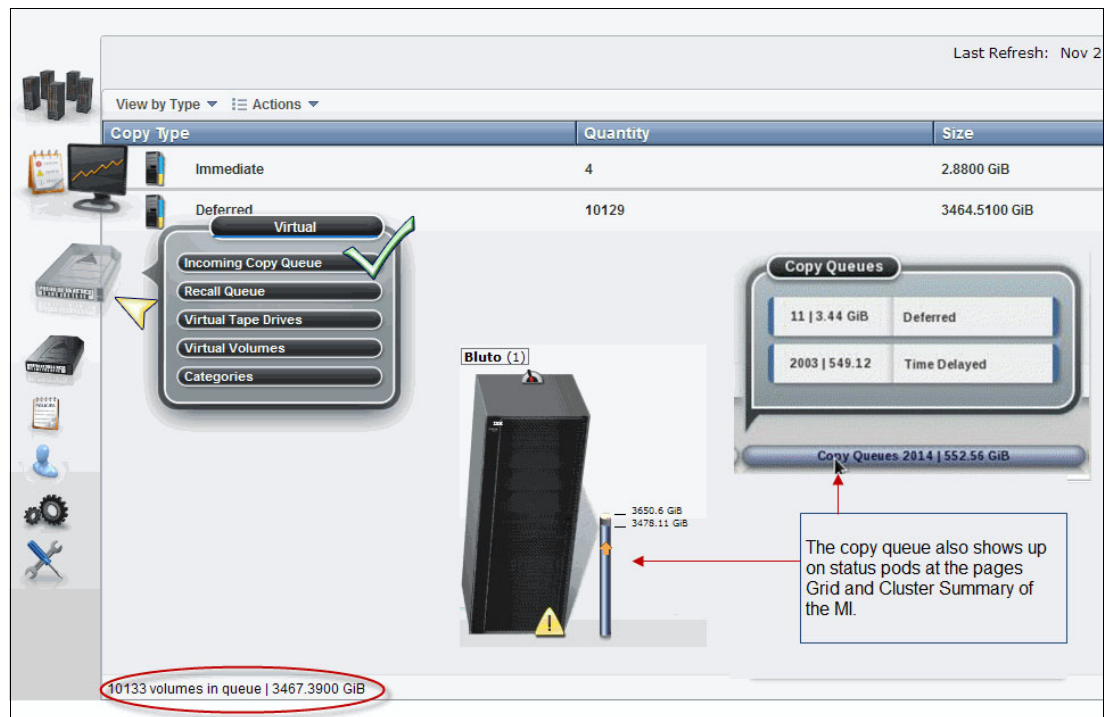 Last Refresh: Nov 2
View by Type Actions
Copy Type Quantity Size
Immediate 4 2.8800 GiB
Deferred 10129 3464.5100 GiB
Virtual
Incoming Copy Queue
Recall Queue
Virtual Tape Drives
Virtual Volumes
Categories
Copy Queues
11 | 3.44 GiB Deferred
2003 | 549.12 Time Delayed
Copy Queues 2014 | 552.56 GiB
Bluto (1)
3650.6 GiB
3478.11 GiB
The copy queue also shows up
on status pods at the pages
Grid and Cluster Summary of
the MI.
10133 volumes in queue | 3467.3900 GiB